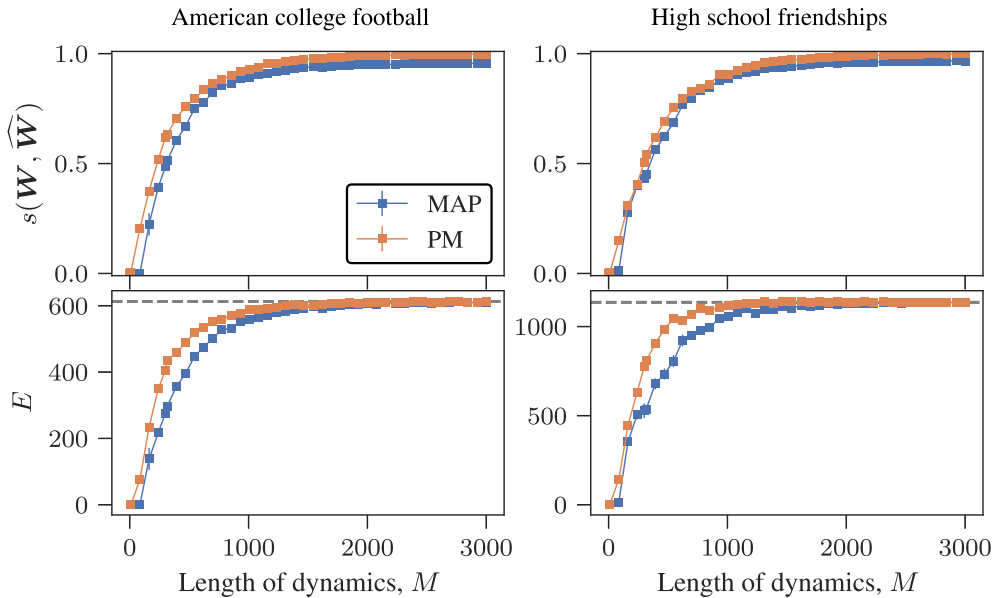 American college football
High school friendships
1.0
0.5
0.0
s(W, Ŵ)
MAP
PM
1.0
0.5
0.0
600
400
200
0
E
0 1000 2000 3000
Length of dynamics, M
1000
500
0
0 1000 2000 3000
Length of dynamics, M